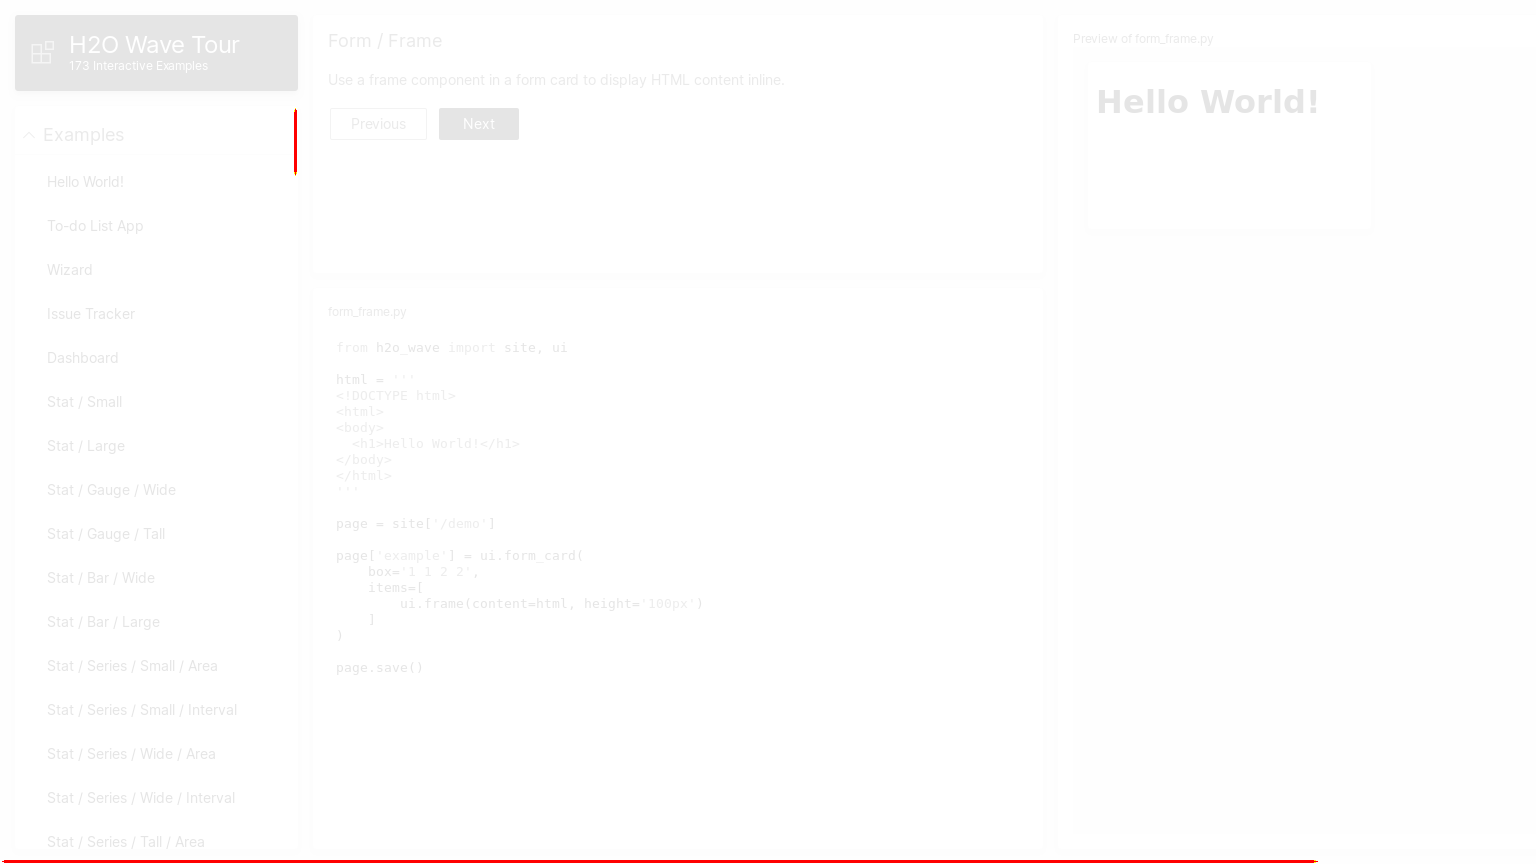 H2O Wave Tour
173 Interactive Examples
Examples
Hello World!
To-do List App
Wizard
Issue Tracker
Dashboard
Stat / Small
Stat / Large
Stat / Gauge / Wide
Stat / Gauge / Tall
Stat / Bar / Wide
Stat / Bar / Large
Stat / Series / Small / Area
Stat / Series / Small / Interval
Stat / Series / Wide / Area
Stat / Series / Wide / Interval
Stat / Series / Tall / Area
Form / Frame
Use a frame component in a form card to display HTML content inline.
Previous
Next
form_frame.py
from h2o_wave import site, ui
html = '''
<!DOCTYPE html>
<html>
<body>
  <h1>Hello World!</h1>
</body>
</html>
'''
page = site['/demo']
page['example'] = ui.form_card(
    box='1 1 2 2',
    items=[
        ui.frame(content=html, height='100px')
    ]
)
page.save()
Preview of form_frame.py
Hello World!